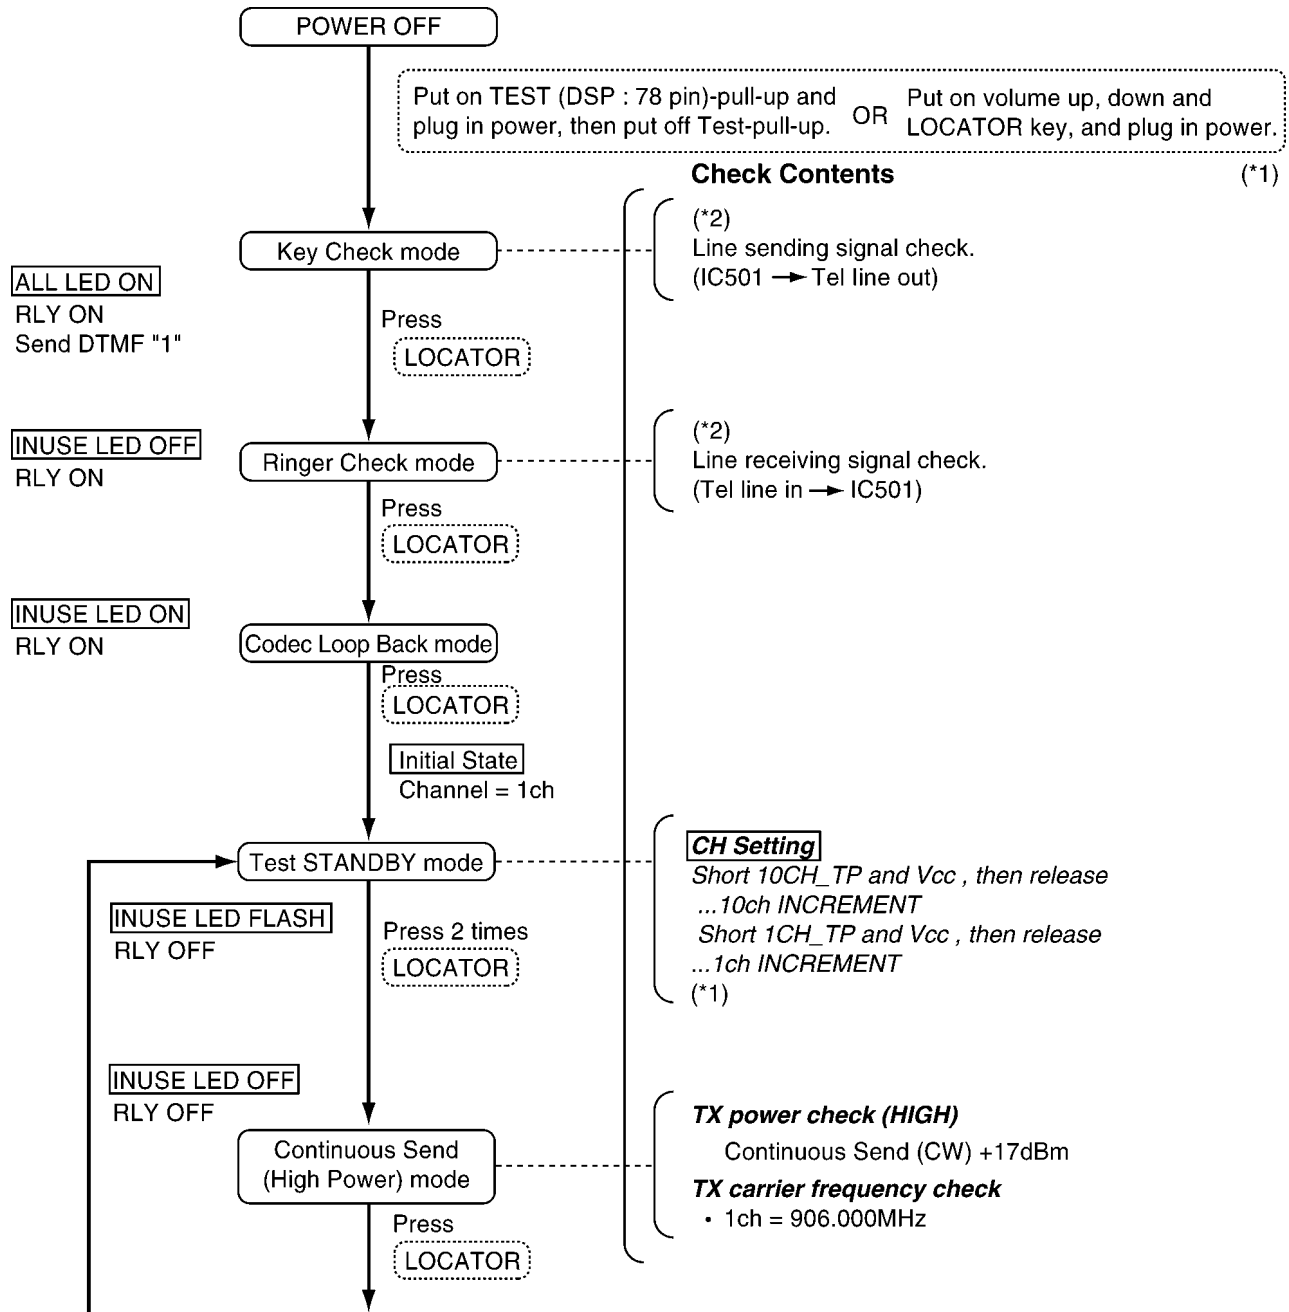 POWER OFF
Put on TEST (DSP : 78 pin)-pull-up and
plug in power, then put off Test-pull-up.
OR
Put on volume up, down and
LOCATOR key, and plug in power.
Check Contents
(*1)
Key Check mode
(*2)
Line sending signal check.
(IC501 → Tel line out)
ALL LED ON
RLY ON
Send DTMF "1"
Press
LOCATOR
INUSE LED OFF
RLY ON
Ringer Check mode
(*2)
Line receiving signal check.
(Tel line in → IC501)
Press
LOCATOR
INUSE LED ON
RLY ON
Codec Loop Back mode
Press
LOCATOR
Initial State
Channel = 1ch
Test STANDBY mode
CH Setting
Short 10CH_TP and Vcc , then release
...10ch INCREMENT
Short 1CH_TP and Vcc , then release
...1ch INCREMENT
(*1)
INUSE LED FLASH
RLY OFF
Press 2 times
LOCATOR
INUSE LED OFF
RLY OFF
Continuous Send
(High Power) mode
TX power check (HIGH)
Continuous Send (CW) +17dBm
TX carrier frequency check
• 1ch = 906.000MHz
Press
LOCATOR